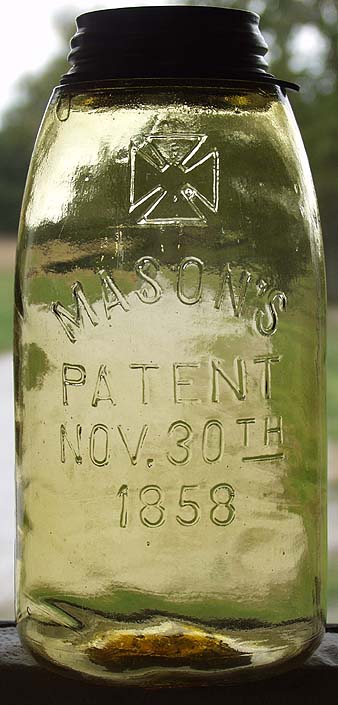 MASON'S
PATENT
NOV. 30TH
1858